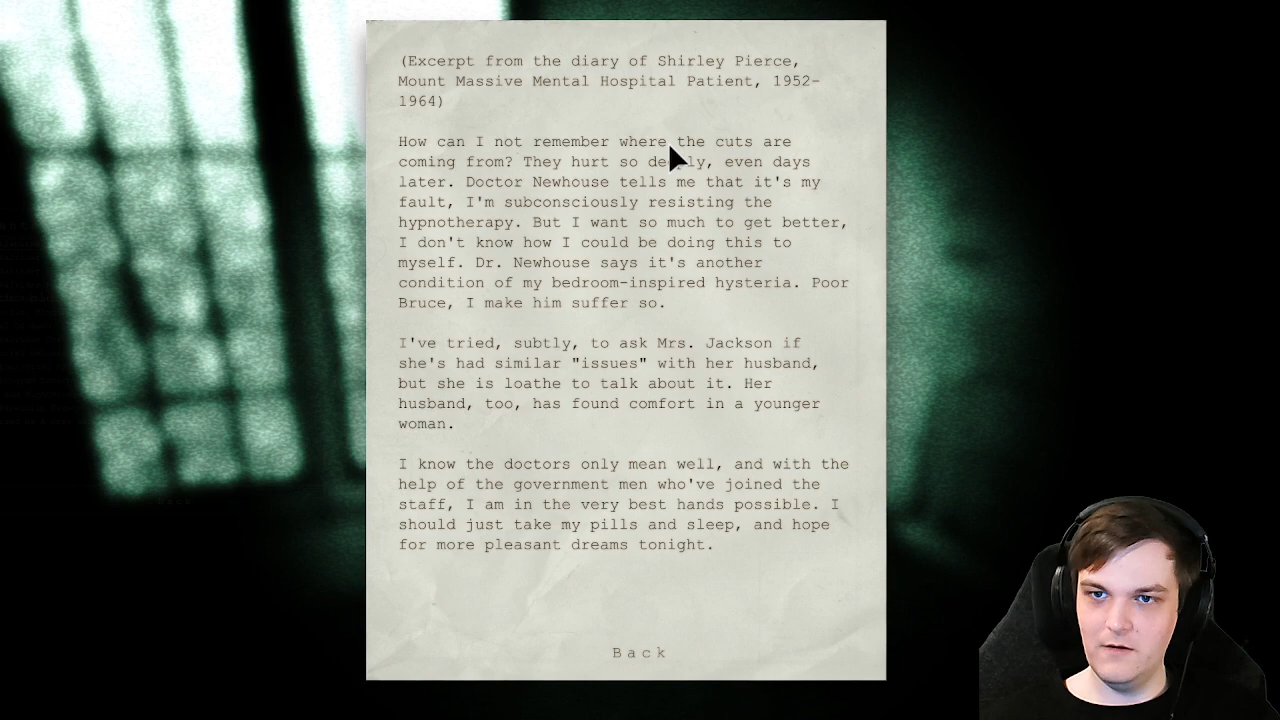 (Excerpt from the diary of Shirley Pierce,
Mount Massive Mental Hospital Patient, 1952-
1964)
How can I not remember where the cuts are
coming from? They hurt so deeply, even days
later. Doctor Newhouse tells me that it's my
fault, I'm subconsciously resisting the
hypnotherapy. But I want so much to get better,
I don't know how I could be doing this to
myself. Dr. Newhouse says it's another
condition of my bedroom-inspired hysteria. Poor
Bruce, I make him suffer so.
I've tried, subtly, to ask Mrs. Jackson if
she's had similar "issues" with her husband,
but she is loathe to talk about it. Her
husband, too, has found comfort in a younger
woman.
I know the doctors only mean well, and with the
help of the government men who've joined the
staff, I am in the very best hands possible. I
should just take my pills and sleep, and hope
for more pleasant dreams tonight.
Back